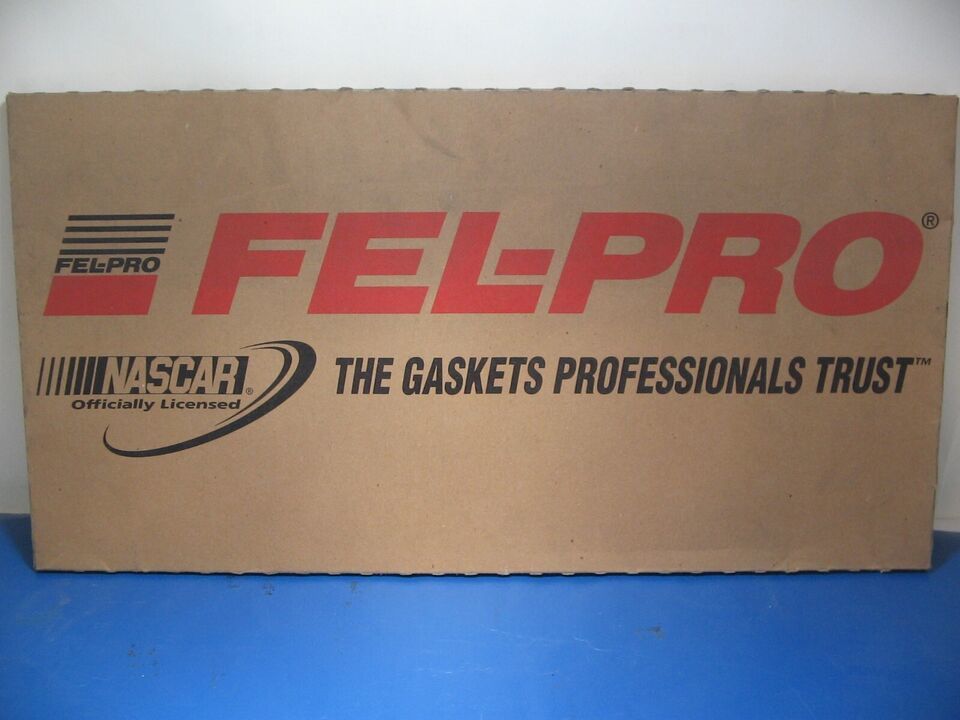 FEL-PRO
FEL-PRO®
NASCAR®
Officially Licensed
THE GASKETS PROFESSIONALS TRUST™